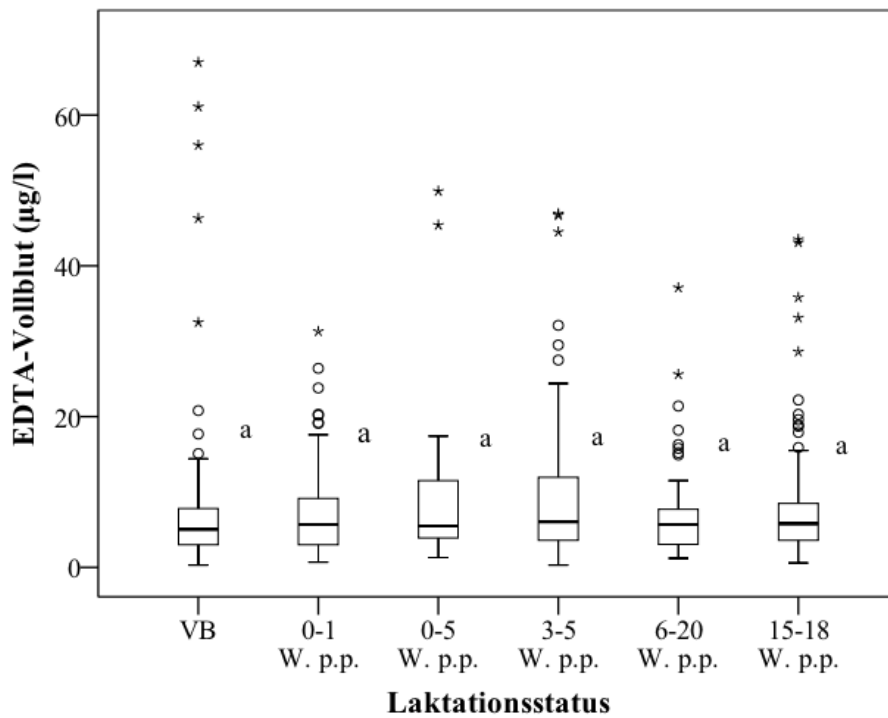 EDTA-Vollblut (µg/l)
60
40
20
0
a a a a a a
VB 0-1 0-5 3-5 6-20 15-18
W. p.p. W. p.p. W. p.p. W. p.p. W. p.p.
Laktationsstatus